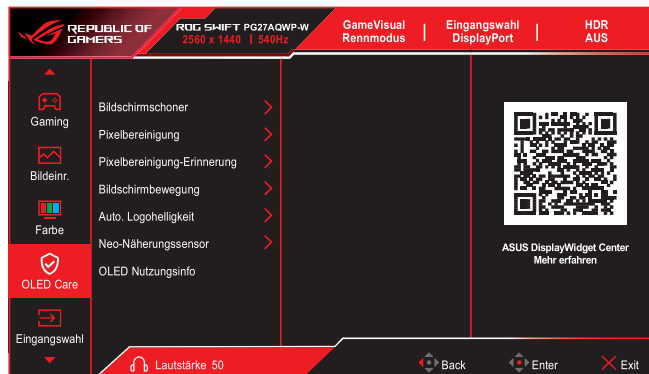 REPUBLIC OF
GAMERS
ROG SWIFT PG27AQWP-W
2560 x 1440 | 540Hz
GameVisual
Rennmodus
Eingangswahl
DisplayPort
HDR
AUS
Gaming
Bildeinr.
Farbe
OLED Care
Eingangswahl
Bildschirmschoner
Pixelbereinigung
Pixelbereinigung-Erinnerung
Bildschirmbewegung
Auto. Logohelligkeit
Neo-Näherungssensor
OLED Nutzungsinfo
ASUS DisplayWidget Center
Mehr erfahren
Lautstärke 50
Back
Enter
Exit